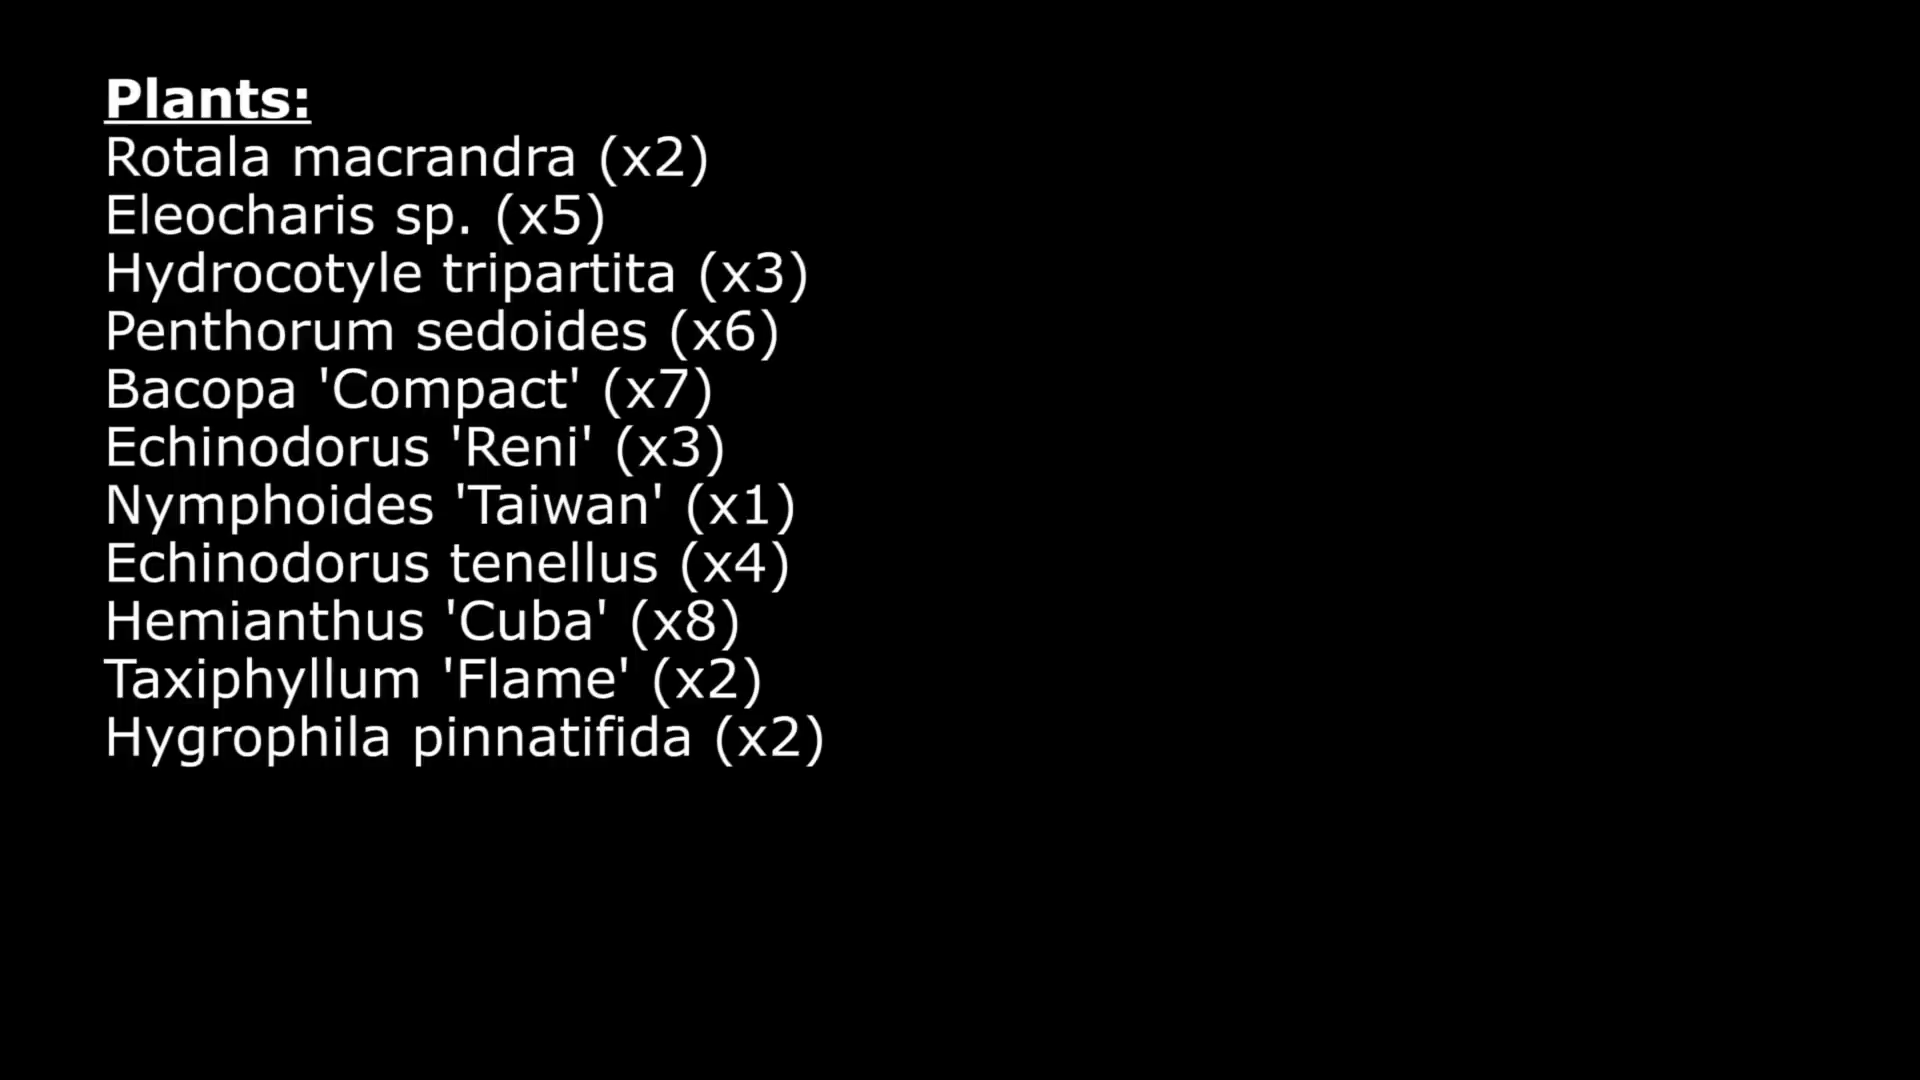 Plants:
Rotala macrandra (x2)
Eleocharis sp. (x5)
Hydrocotyle tripartita (x3)
Penthorum sedoides (x6)
Bacopa 'Compact' (x7)
Echinodorus 'Reni' (x3)
Nymphoides 'Taiwan' (x1)
Echinodorus tenellus (x4)
Hemianthus 'Cuba' (x8)
Taxiphyllum 'Flame' (x2)
Hygrophila pinnatifida (x2)